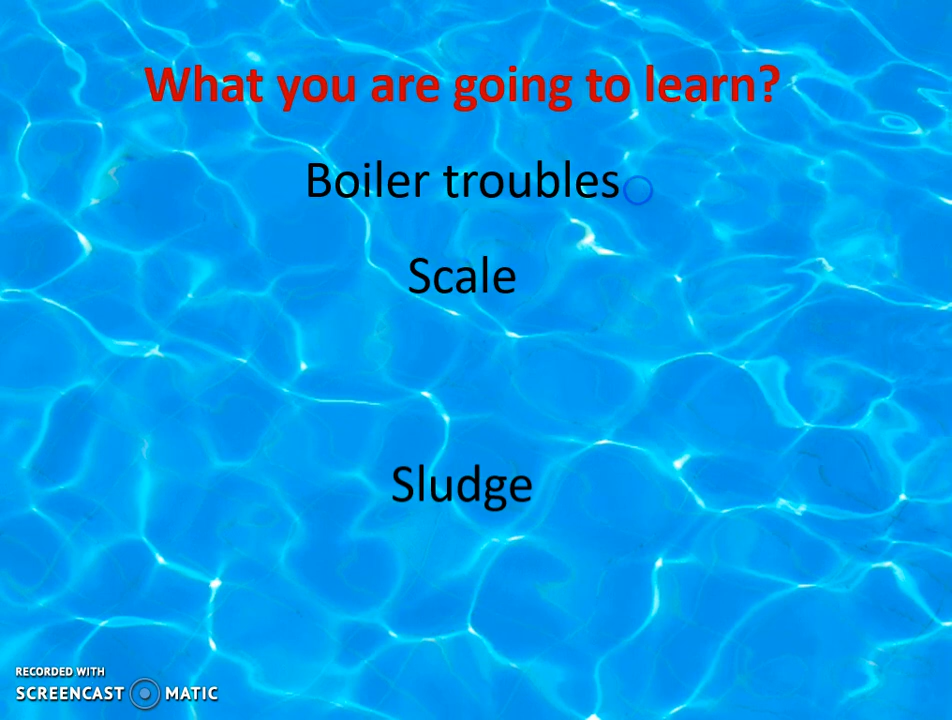 What you are going to learn?
Boiler troubles
Scale
Sludge
RECORDED WITH
SCREENCAST MATIC